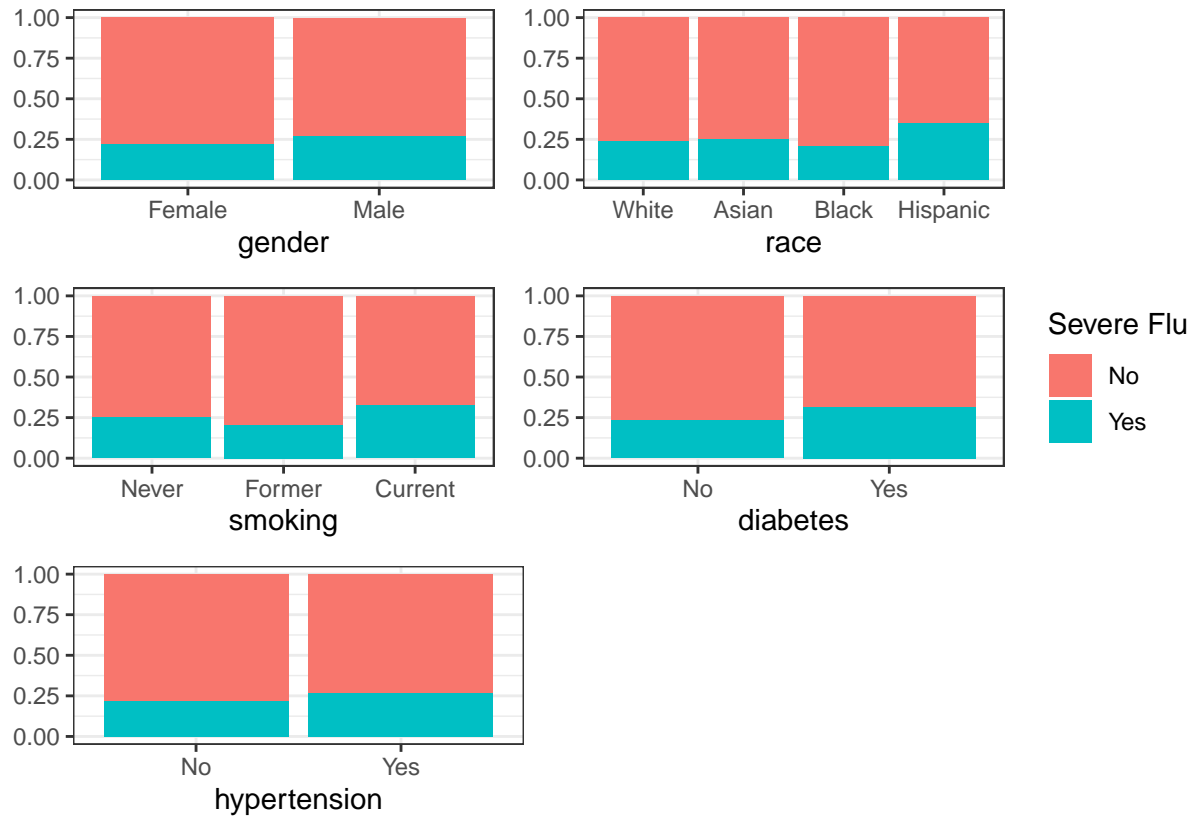 1.00
0.75
0.50
0.25
0.00
Female Male
gender
1.00
0.75
0.50
0.25
0.00
White Asian Black Hispanic
race
1.00
0.75
0.50
0.25
0.00
Never Former Current
smoking
1.00
0.75
0.50
0.25
0.00
No Yes
diabetes
Severe Flu
No
Yes
1.00
0.75
0.50
0.25
0.00
No Yes
hypertension